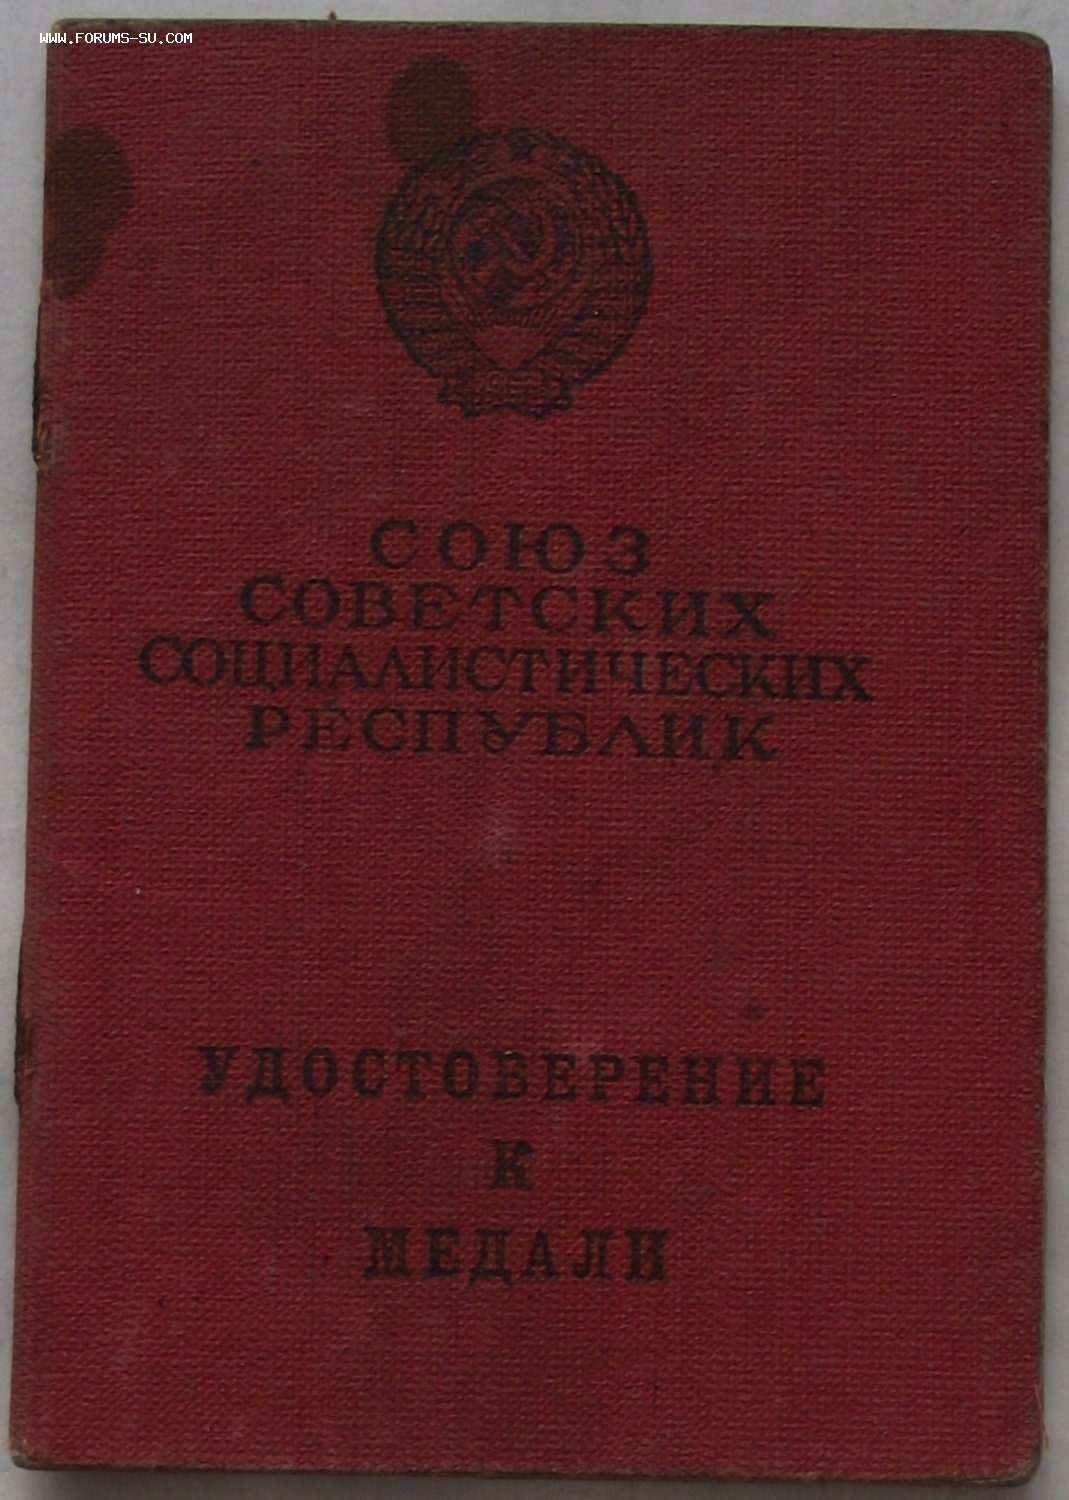 WWW.FORUMS-SU.COM
СОЮЗ
СОВЕТСКИХ
СОЦИАЛИСТИЧЕСКИХ
РЕСПУБЛИК
УДОСТОВЕРЕНИЕ
К
МЕДАЛИ